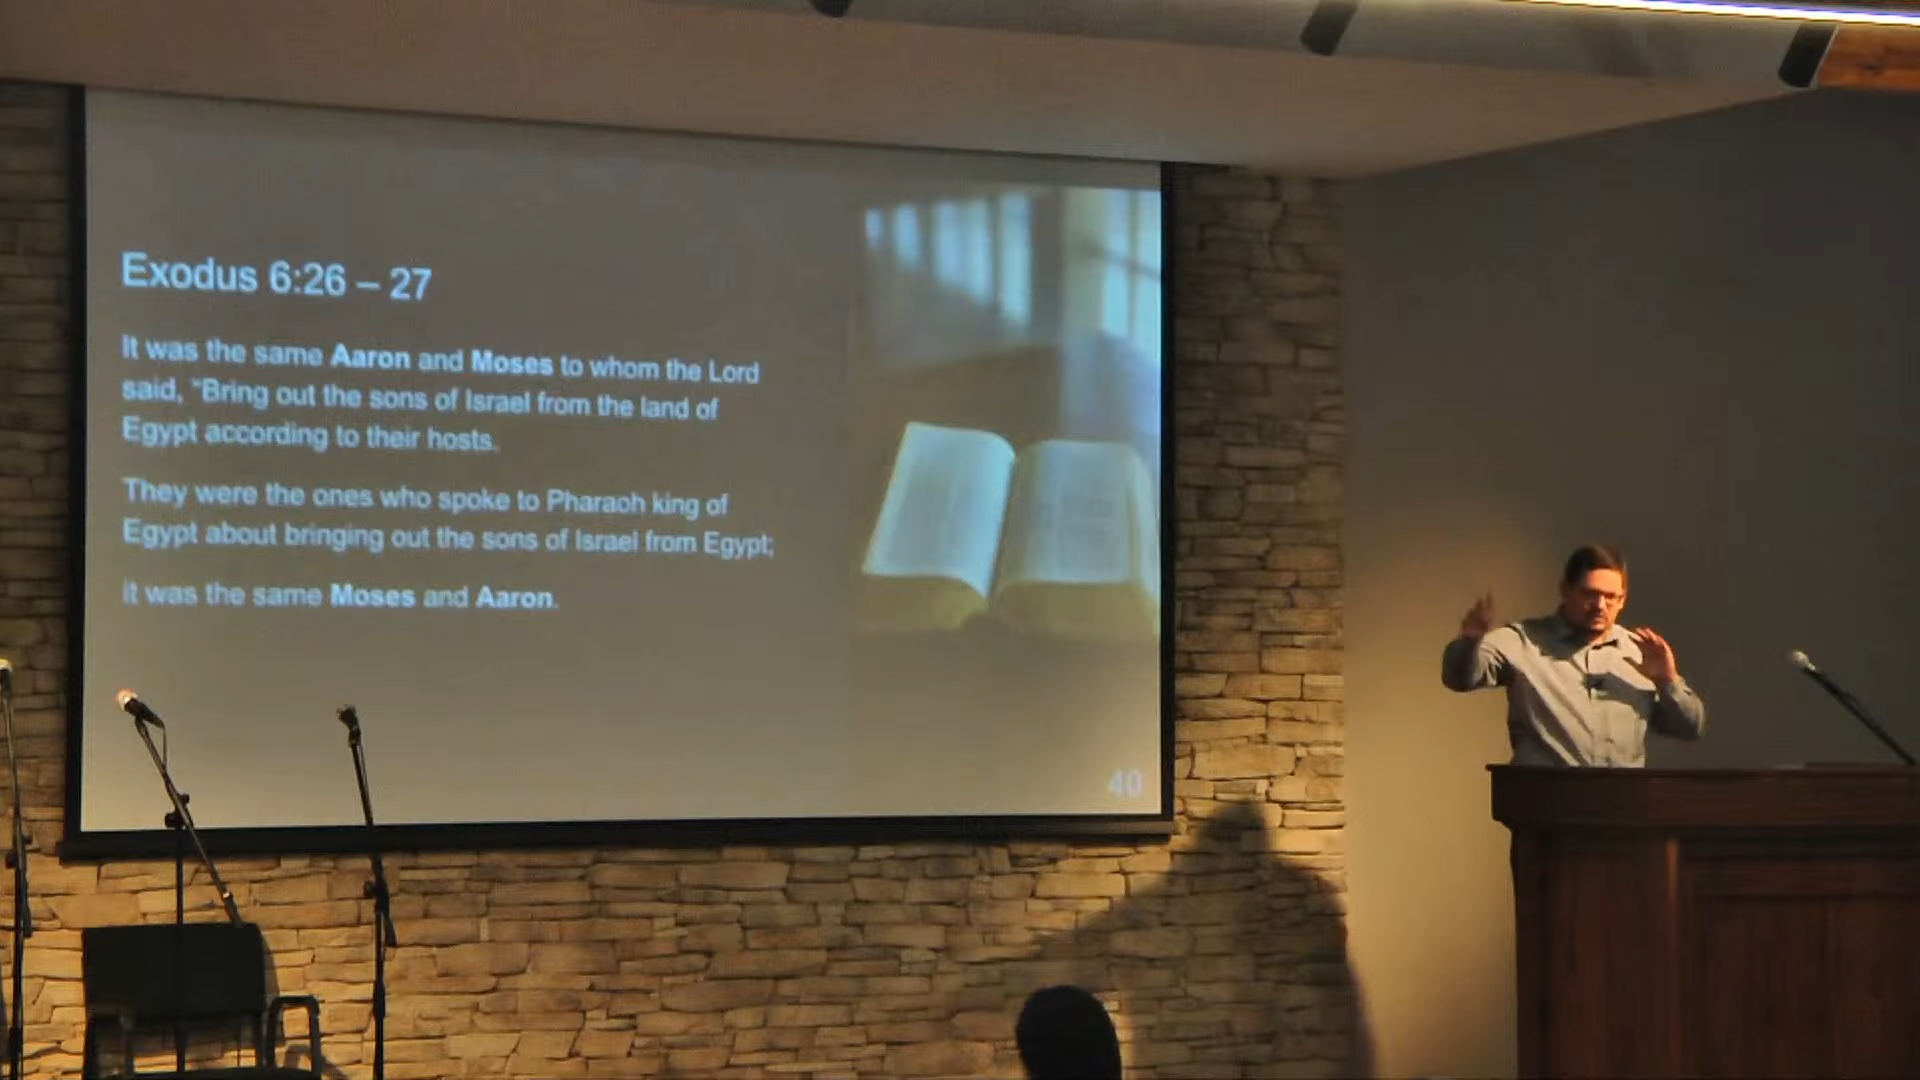 Exodus 6:26 – 27
It was the same Aaron and Moses to whom the Lord
said, “Bring out the sons of Israel from the land of
Egypt according to their hosts.
They were the ones who spoke to Pharaoh king of
Egypt about bringing out the sons of Israel from Egypt;
it was the same Moses and Aaron.
40